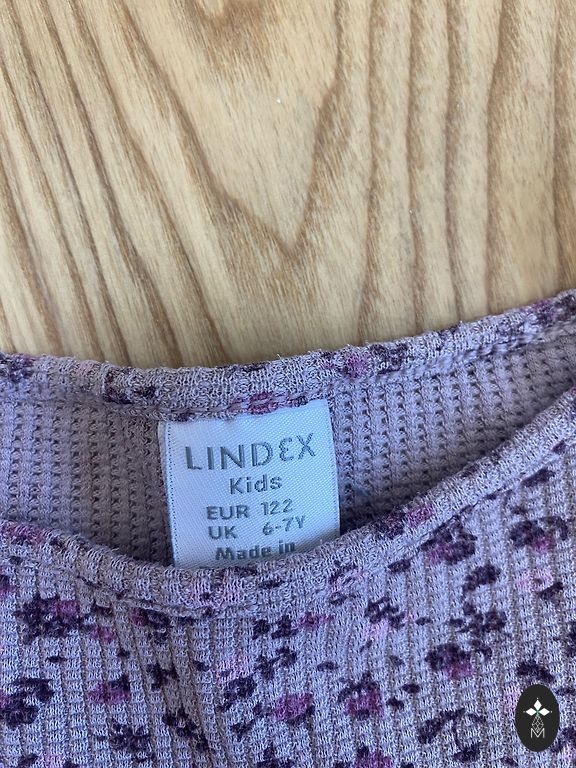 LINDEX
Kids
EUR 122
UK 6-7Y
Made in
M